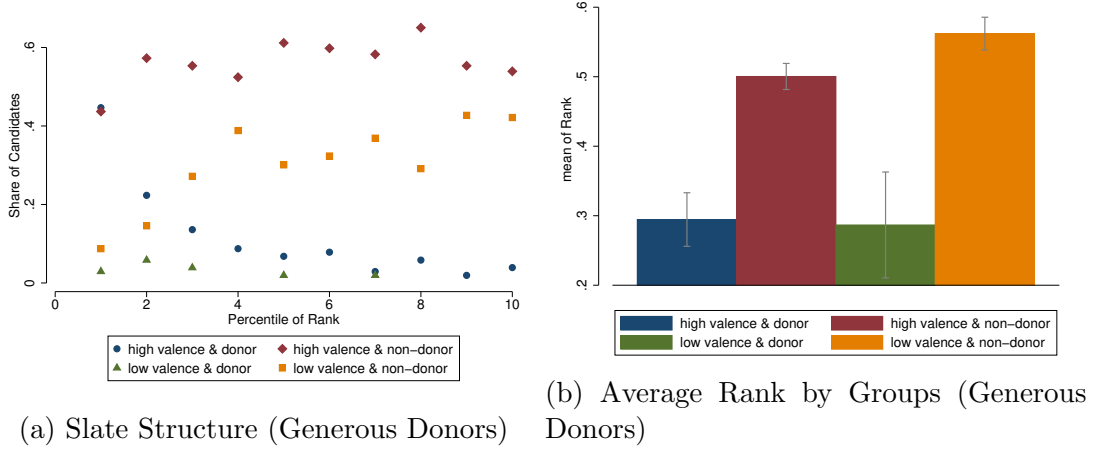 .6
.4
.2
0
Share of Candidates
0 2 4 6 8 10
Percentile of Rank
high valence & donor high valence & non−donor
low valence & donor low valence & non−donor
(a) Slate Structure (Generous Donors)
.6
.5
.4
.3
.2
mean of Rank
high valence & donor high valence & non−donor
low valence & donor low valence & non−donor
(b) Average Rank by Groups (Generous
Donors)